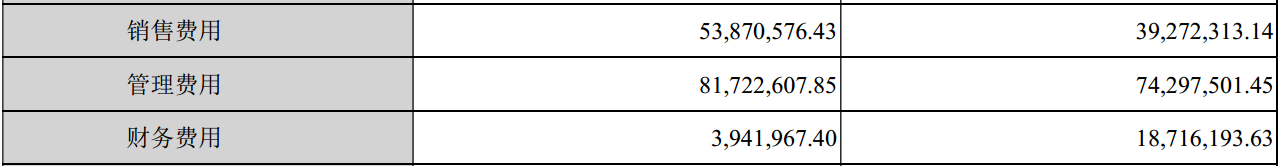 销售费用 53,870,576.43 39,272,313.14
管理费用 81,722,607.85 74,297,501.45
财务费用 3,941,967.40 18,716,193.63